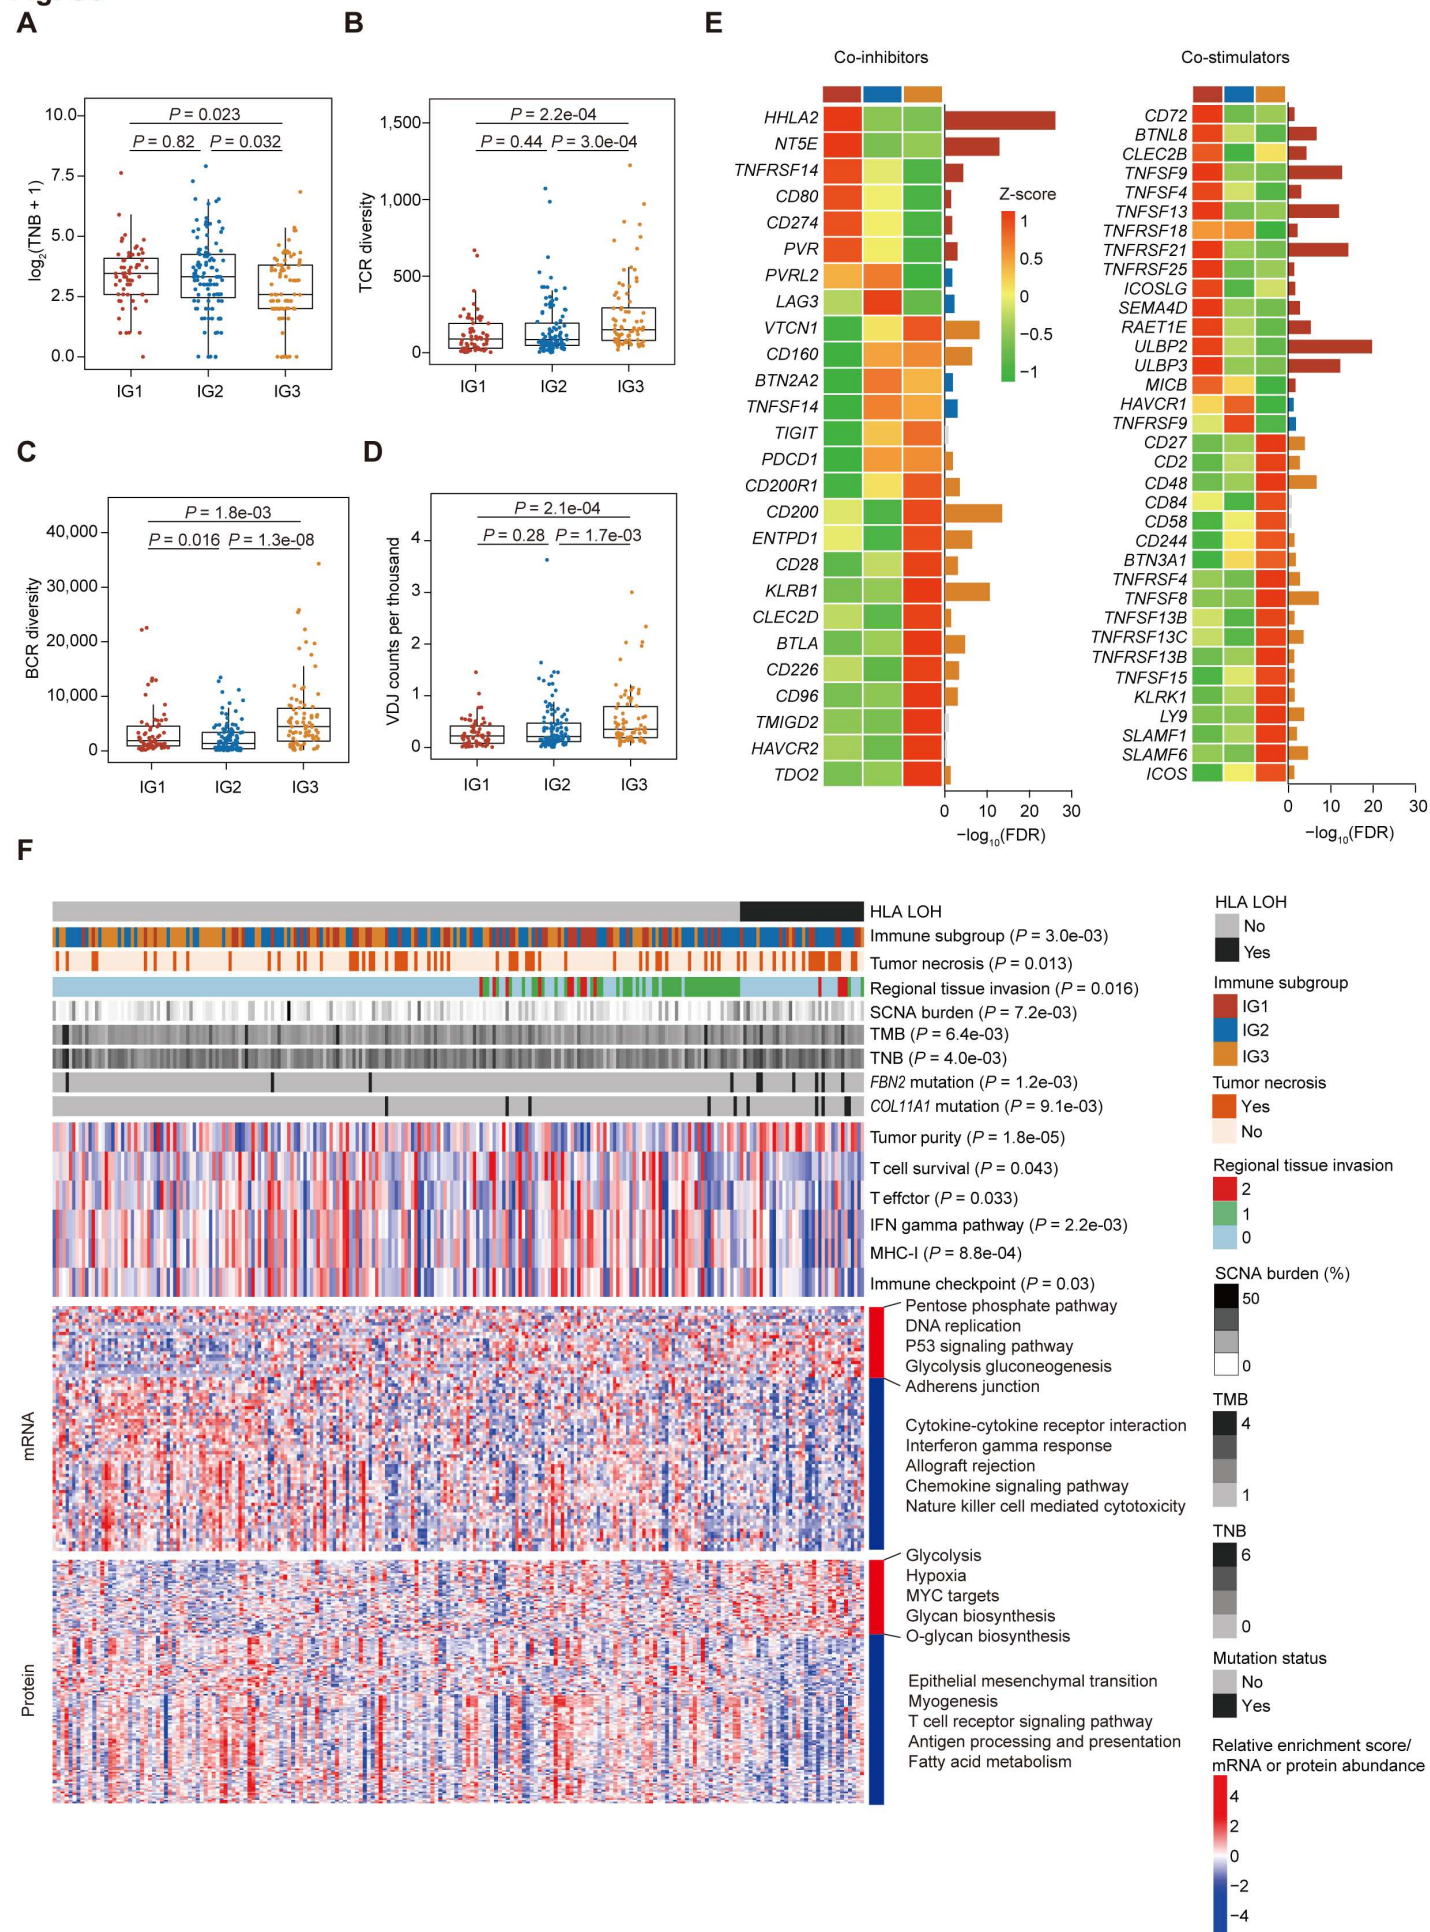 A
10.0
7.5
5.0
2.5
0.0
log2(TNB + 1)
P = 0.023
P = 0.82
P = 0.032
IG1
IG2
IG3
B
1,500
1,000
500
0
TCR diversity
P = 2.2e-04
P = 0.44
P = 3.0e-04
IG1
IG2
IG3
C
40,000
30,000
20,000
10,000
0
BCR diversity
P = 1.8e-03
P = 0.016
P = 1.3e-08
IG1
IG2
IG3
D
4
3
2
1
0
VDJ counts per thousand
P = 2.1e-04
P = 0.28
P = 1.7e-03
IG1
IG2
IG3
E
Co-inhibitors
HHLA2
NT5E
TNFRSF14
CD80
CD274
PVR
PVRL2
LAG3
VTCN1
CD160
BTN2A2
TNFSF14
TIGIT
PDCD1
CD200R1
CD200
ENTPD1
CD28
KLRB1
CLEC2D
BTLA
CD226
CD96
TMIGD2
HAVCR2
TDO2
0
10
20
30
−log10(FDR)
Z-score
1
0.5
0
−0.5
−1
Co-stimulators
CD72
BTNL8
CLEC2B
TNFSF9
TNFSF4
TNFSF13
TNFRSF18
TNFRSF21
TNFRSF25
ICOSLG
SEMA4D
RAET1E
ULBP2
ULBP3
MICB
HAVCR1
TNFRSF9
CD27
CD2
CD48
CD84
CD58
CD244
BTN3A1
TNFRSF4
TNFSF8
TNFSF13B
TNFRSF13C
TNFRSF13B
TNFSF15
KLRK1
LY9
SLAMF1
SLAMF6
ICOS
0
10
20
30
−log10(FDR)
F
HLA LOH
Immune subgroup (P = 3.0e-03)
Tumor necrosis (P = 0.013)
Regional tissue invasion (P = 0.016)
SCNA burden (P = 7.2e-03)
TMB (P = 6.4e-03)
TNB (P = 4.0e-03)
FBN2 mutation (P = 1.2e-03)
COL11A1 mutation (P = 9.1e-03)
Tumor purity (P = 1.8e-05)
T cell survival (P = 0.043)
T effctor (P = 0.033)
IFN gamma pathway (P = 2.2e-03)
MHC-I (P = 8.8e-04)
Immune checkpoint (P = 0.03)
mRNA
Pentose phosphate pathway
DNA replication
P53 signaling pathway
Glycolysis gluconeogenesis
Adherens junction
Cytokine-cytokine receptor interaction
Interferon gamma response
Allograft rejection
Chemokine signaling pathway
Nature killer cell mediated cytotoxicity
Protein
Glycolysis
Hypoxia
MYC targets
Glycan biosynthesis
O-glycan biosynthesis
Epithelial mesenchymal transition
Myogenesis
T cell receptor signaling pathway
Antigen processing and presentation
Fatty acid metabolism
HLA LOH
No
Yes
Immune subgroup
IG1
IG2
IG3
Tumor necrosis
Yes
No
Regional tissue invasion
2
1
0
SCNA burden (%)
50
0
TMB
4
1
TNB
6
0
Mutation status
No
Yes
Relative enrichment score/
mRNA or protein abundance
4
2
0
−2
−4